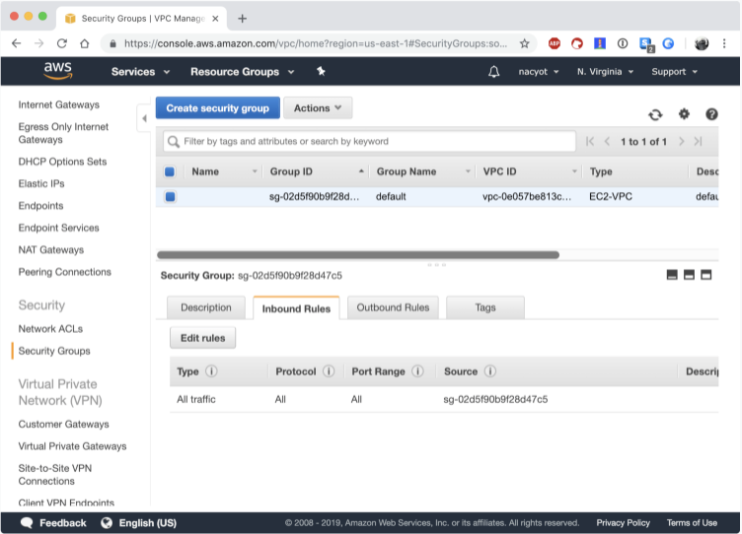 Security Groups | VPC Manage
https://console.aws.amazon.com/vpc/home?region=us-east-1#SecurityGroups:so...
aws
Services
Resource Groups
nacyot
N. Virginia
Support
Internet Gateways
Egress Only Internet
Gateways
DHCP Options Sets
Elastic IPs
Endpoints
Endpoint Services
NAT Gateways
Peering Connections
Security
Network ACLs
Security Groups
Virtual Private
Network (VPN)
Customer Gateways
Virtual Private Gateways
Site-to-Site VPN
Connections
Client VPN Endpoints
Create security group
Actions
Filter by tags and attributes or search by keyword
1 to 1 of 1
Name Group ID Group Name VPC ID Type Desc
sg-02d5f90b9f28d... default vpc-0e057be813c... EC2-VPC defau
Security Group: sg-02d5f90b9f28d47c5
Description Inbound Rules Outbound Rules Tags
Edit rules
Type Protocol Port Range Source Descrip
All traffic All All sg-02d5f90b9f28d47c5
Feedback English (US) © 2008 - 2019, Amazon Web Services, Inc. or its affiliates. All rights reserved. Privacy Policy Terms of Use